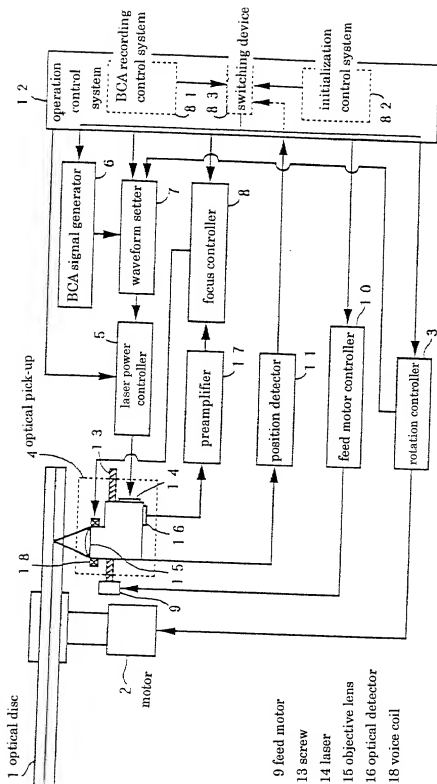 1 optical disc
2
motor
9
1 8
1 5
1 6
1 4
1 3
4 optical pick-up
laser power
controller
5
BCA signal generator
6
waveform setter
7
focus controller
8
preamplifier
1 7
position detector
1 1
feed motor controller
1 0
rotation controller
3
1 2
operation control
system
BCA recording
control system
8 1
8 3
switching device
initialization
control system
8 2
9 feed motor
13 screw
14 laser
15 objective lens
16 optical detector
18 voice coil